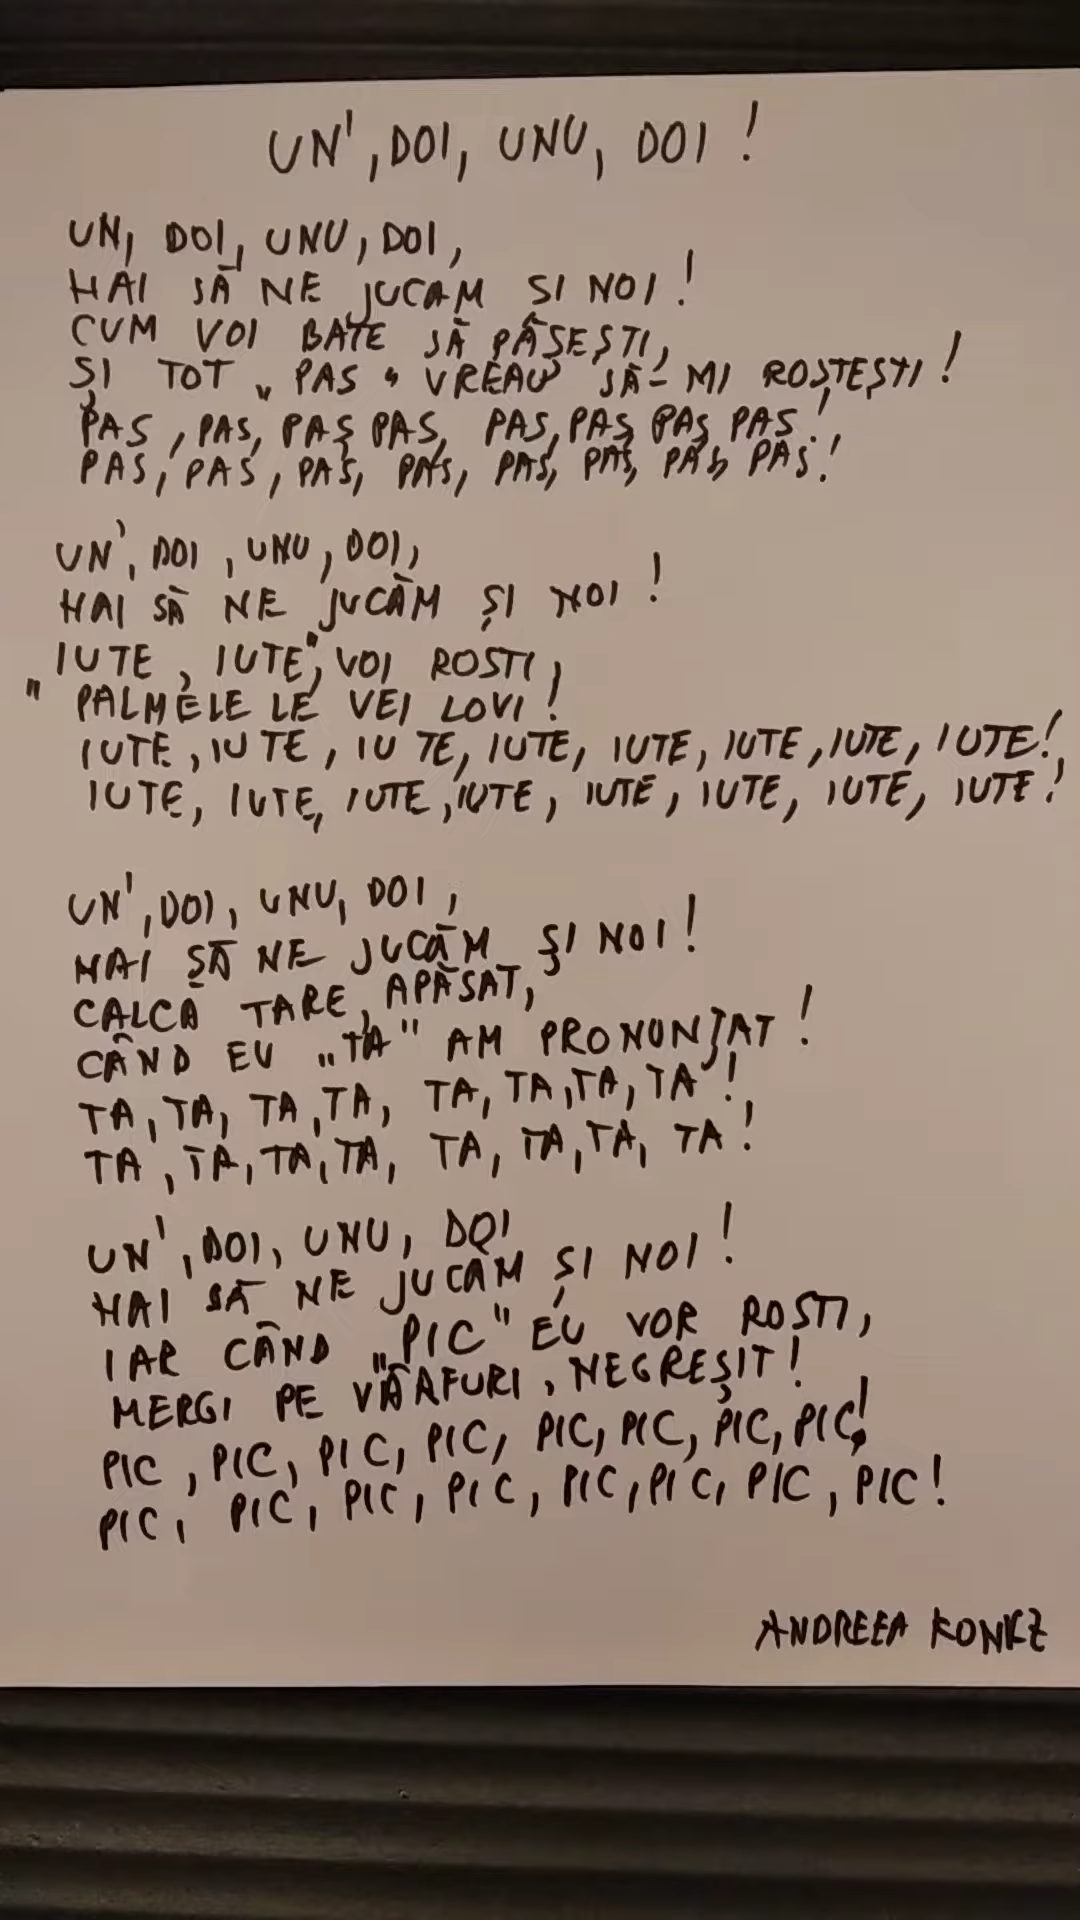 UN', DOI, UNU, DOI !
UN, DOI, UNU, DOI,
HAI SĂ NE JUCAM SI NOI !
CUM VOI BATE SĂ PĂȘEȘTI,
ȘI TOT „PAS" VREAU SĂ-MI ROSTEȘTI !
PAS, PAS, PAS, PAS, PAS, PAS, PAS, PAS !
PAS, PAS, PAS, PAS, PAS, PAS, PAS, PAS !
UN', DOI, UNU, DOI,
HAI SĂ NE JUCĂM ȘI NOI !
"IUTE, IUTE", VOI ROSTI,
PALMELE LE VEI LOVI !
IUTE, IUTE, IUTE, IUTE, IUTE, IUTE, IUTE, IUTE!
IUTE, IUTE, IUTE, IUTE, IUTE, IUTE, IUTE, IUTE!
UN', DOI, UNU, DOI,
HAI SĂ NE JUCĂM ȘI NOI !
CALCĂ TARE, APĂSAT,
CÂND EU „TA" AM PRONUNȚAT !
TA, TA, TA, TA, TA, TA, TA, TA !
TA, TA, TA, TA, TA, TA, TA, TA !
UN', DOI, UNU, DOI
HAI SĂ NE JUCĂM ȘI NOI !
IAR CÂND „PIC" EU VOR ROSTI,
MERGI PE VÂAFURI, NEGREȘIT !
PIC, PIC, PIC, PIC, PIC, PIC, PIC, PIC!
PIC, PIC, PIC, PIC, PIC, PIC, PIC, PIC !
ANDREEA KONKZ